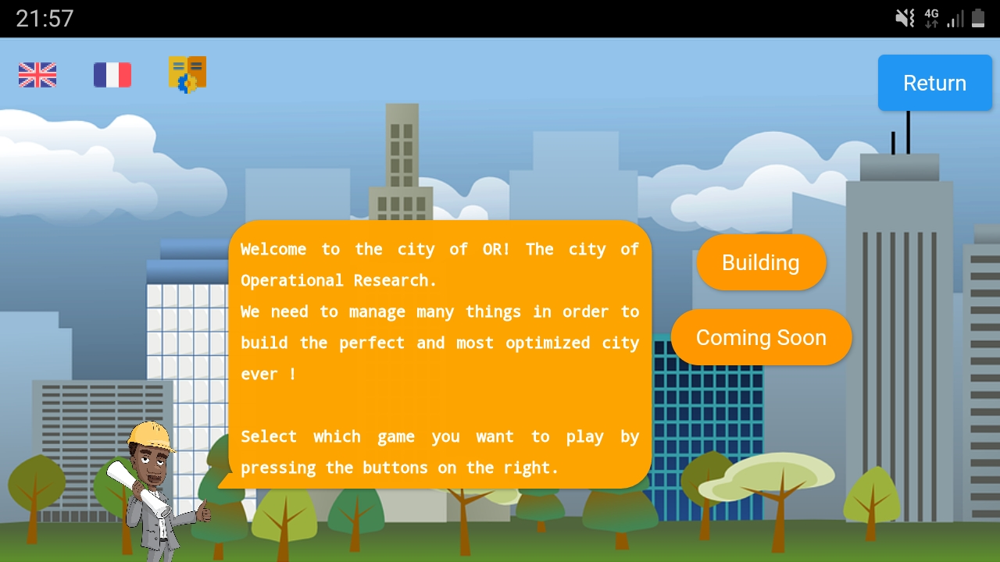 21:57
4G
Return
Welcome to the city of OR! The city of
Operational Research.
We need to manage many things in order to
build the perfect and most optimized city
ever !
Select which game you want to play by
pressing the buttons on the right.
Building
Coming Soon